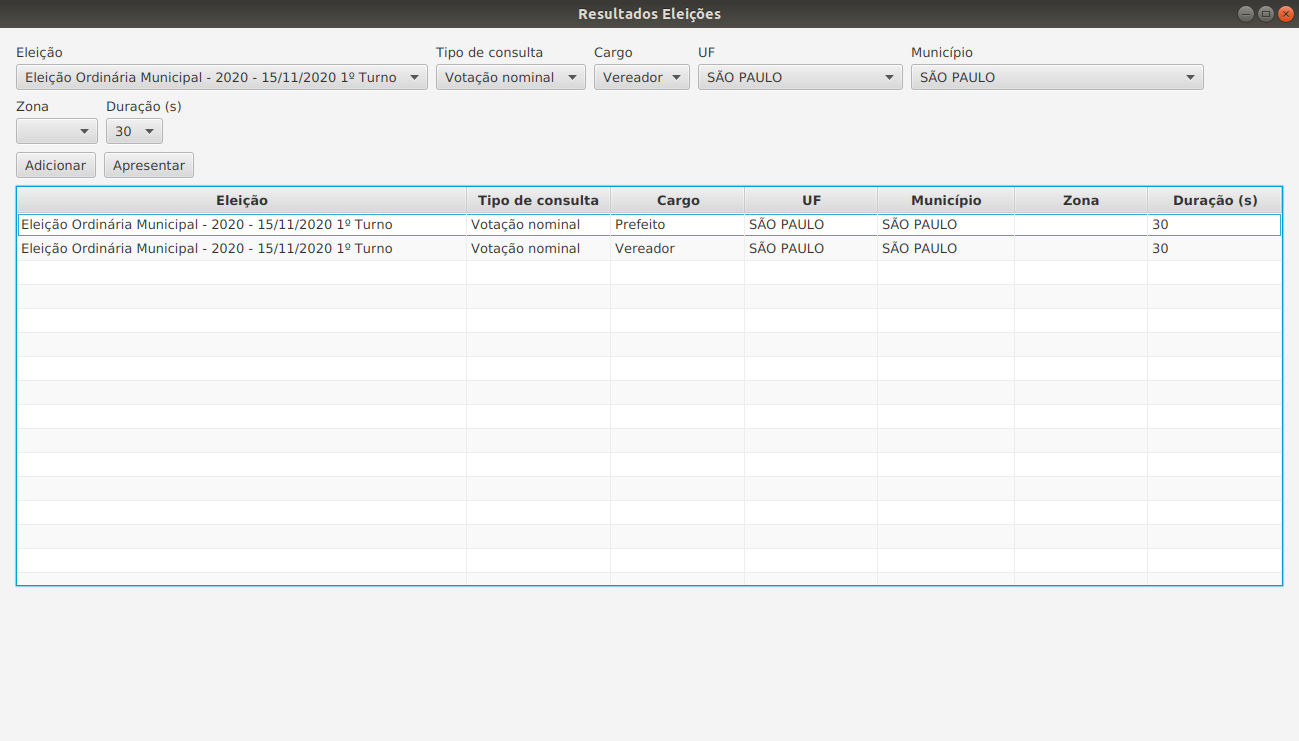 Resultados Eleições
Eleição Tipo de consulta Cargo UF Município
Eleição Ordinária Municipal - 2020 - 15/11/2020 1º Turno Votação nominal Vereador SÃO PAULO SÃO PAULO
Zona Duração (s)
30
Adicionar Apresentar
Eleição Tipo de consulta Cargo UF Município Zona Duração (s)
Eleição Ordinária Municipal - 2020 - 15/11/2020 1º Turno Votação nominal Prefeito SÃO PAULO SÃO PAULO 30
Eleição Ordinária Municipal - 2020 - 15/11/2020 1º Turno Votação nominal Vereador SÃO PAULO SÃO PAULO 30